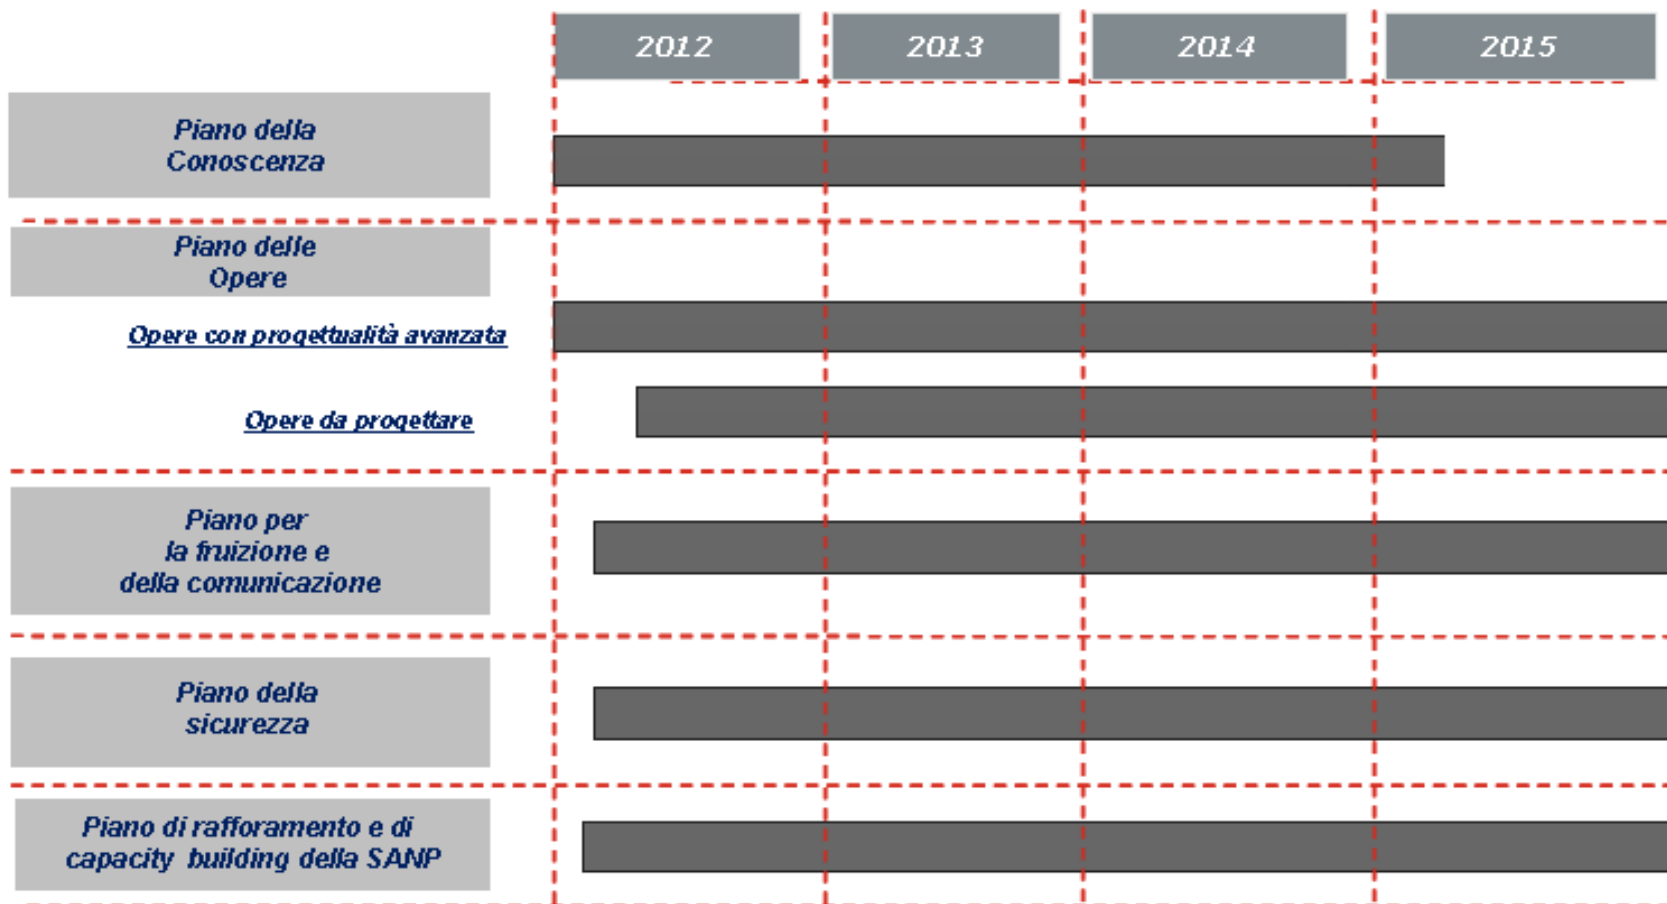 2012 2013 2014 2015
Piano della
Conoscenza
Piano delle
Opere
Opere con progettualità avanzata
Opere da progettare
Piano per
la fruizione e
della comunicazione
Piano della
sicurezza
Piano di rafforamento e di
capacity building della SANP